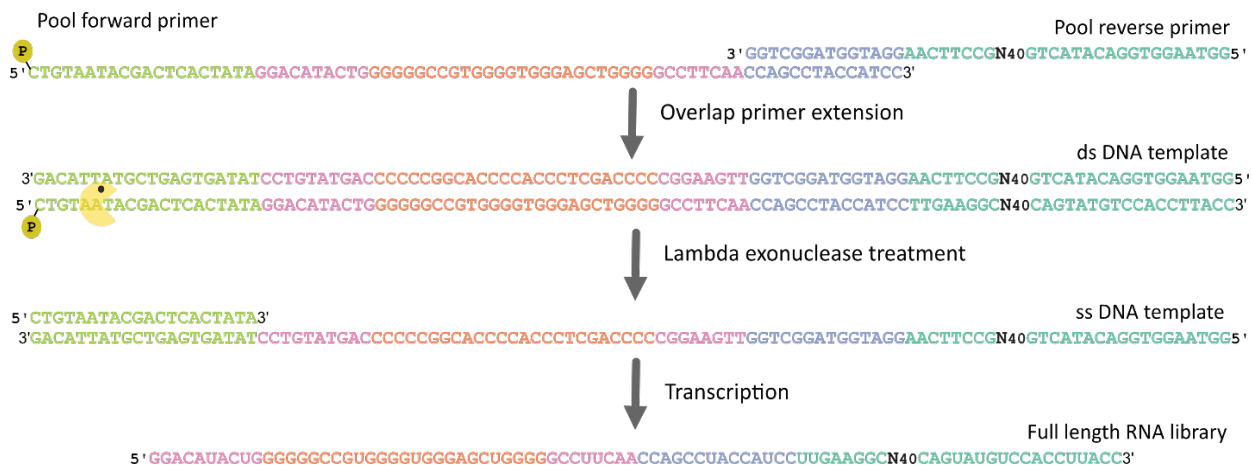 Pool forward primer
Pool reverse primer
P
3'GGTCGGATGGTAGGAACTTCCGN40GTCATACAGGTGGAATGG5'
5'CTGTAATACGACTCACTATAGGACATACTGGGGGGCCGTGGGGTGGGAGCTGGGGGCCTTCAACCAGCCTACCATCC3'
Overlap primer extension
ds DNA template
3'GACATTATGCTGAGTGATATCCTGTATGACCCCCCGGCACCCCACCCTCGACCCCCGGAAGTTGGTCGGATGGTAGGAACTTCCGN40GTCATACAGGTGGAATGG5'
5'CTGTAATACGACTCACTATAGGACATACTGGGGGGCCGTGGGGTGGGAGCTGGGGGCCTTCAACCAGCCTACCATCCTTGAAGGCN40CAGTATGTCCACCTTACC3'
P
Lambda exonuclease treatment
ss DNA template
5'CTGTAATACGACTCACTATA3'
3'GACATTATGCTGAGTGATATCCTGTATGACCCCCCGGCACCCCACCCTCGACCCCCGGAAGTTGGTCGGATGGTAGGAACTTCCGN40GTCATACAGGTGGAATGG5'
Transcription
Full length RNA library
5'GGACAUACUGGGGGGCCGUGGGGUGGGAGCUGGGGGCCUUCAACCAGCCUACCAUCCUUGAAGGCN40CAGUAUGUCCACCUUACC3'